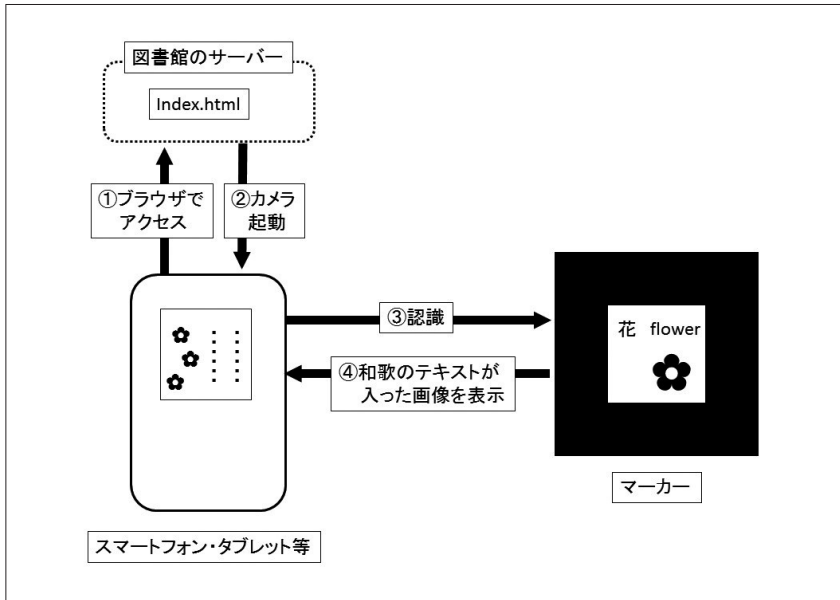 図書館のサーバー
Index.html
①ブラウザで
アクセス
②カメラ
起動
③認識
④和歌のテキストが
入った画像を表示
花 flower
マーカー
スマートフォン・タブレット等